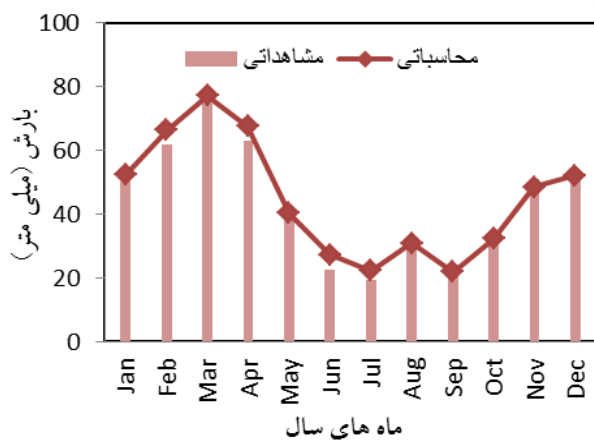 100
80
60
40
20
0
بارش (میلی متر)
مشاهداتی
محاسباتی
Jan
Feb
Mar
Apr
May
Jun
Jul
Aug
Sep
Oct
Nov
Dec
ماه های سال